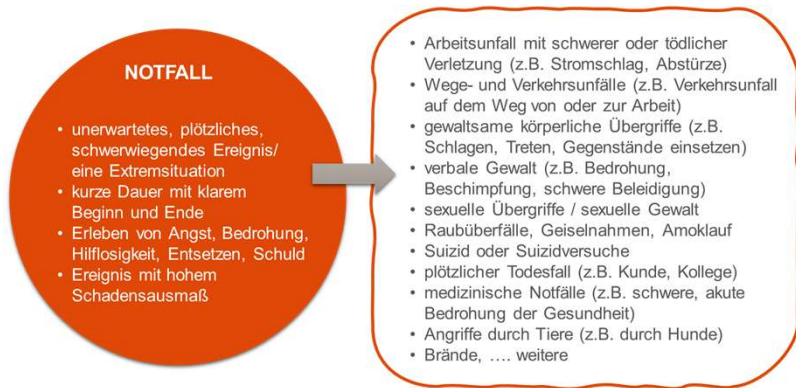 NOTFALL
• unerwartetes, plötzliches,
schwerwiegendes Ereignis/
eine Extremsituation
• kurze Dauer mit klarem
Beginn und Ende
• Erleben von Angst, Bedrohung,
Hilflosigkeit, Entsetzen, Schuld
• Ereignis mit hohem
Schadensausmaß
• Arbeitsunfall mit schwerer oder tödlicher
Verletzung (z.B. Stromschlag, Abstürze)
• Wege- und Verkehrsunfälle (z.B. Verkehrsunfall
auf dem Weg von oder zur Arbeit)
• gewaltsame körperliche Übergriffe (z.B.
Schlagen, Treten, Gegenstände einsetzen)
• verbale Gewalt (z.B. Bedrohung,
Beschimpfung, schwere Beleidigung)
• sexuelle Übergriffe / sexuelle Gewalt
• Raubüberfälle, Geiselnahmen, Amoklauf
• Suizid oder Suizidversuche
• plötzlicher Todesfall (z.B. Kunde, Kollege)
• medizinische Notfälle (z.B. schwere, akute
Bedrohung der Gesundheit)
• Angriffe durch Tiere (z.B. durch Hunde)
• Brände, …. weitere